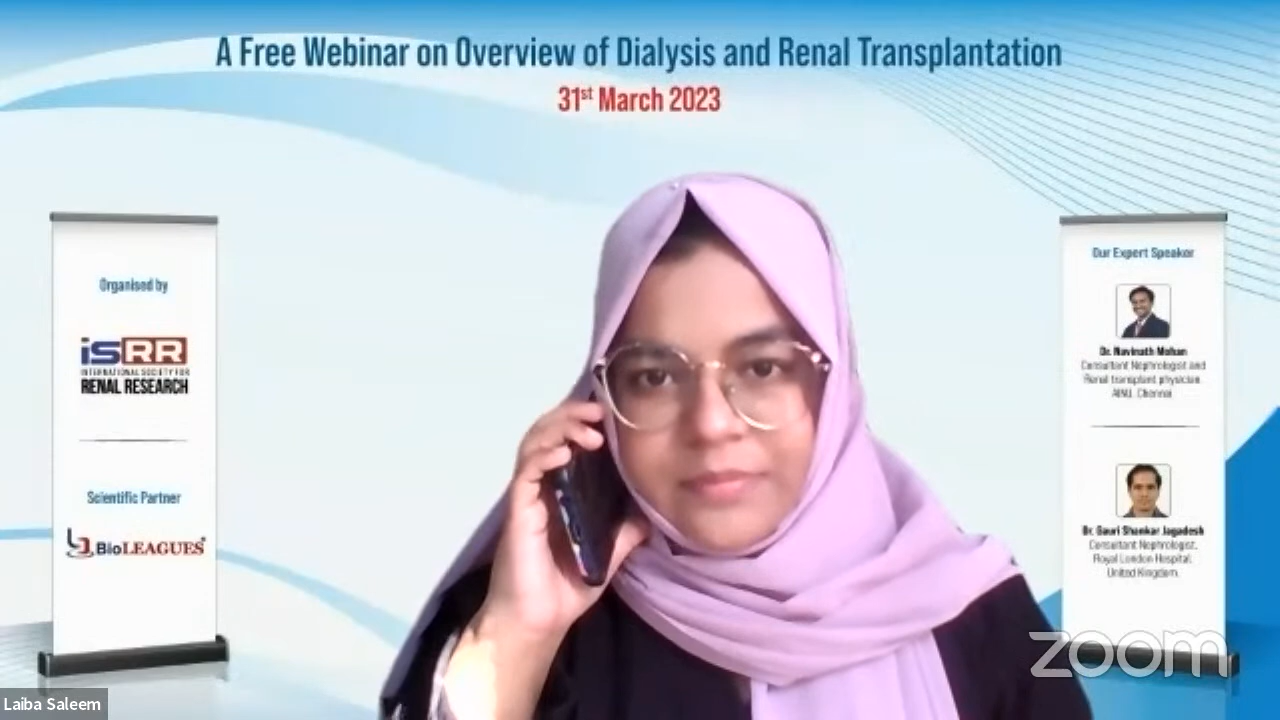 A Free Webinar on Overview of Dialysis and Renal Transplantation
31st March 2023
Organised by
iSRR
INTERNATIONAL SOCIETY FOR
RENAL RESEARCH
Scientific Partner
BioLEAGUES
Our Expert Speaker
Dr. Navinath Mohan
Consultant Nephrologist and
Renal transplant physician
AINU, Chennai
Dr. Gauri Shankar Jagadesh
Consultant Nephrologist,
Royal London Hospital,
United Kingdom.
zoom
Laiba Saleem